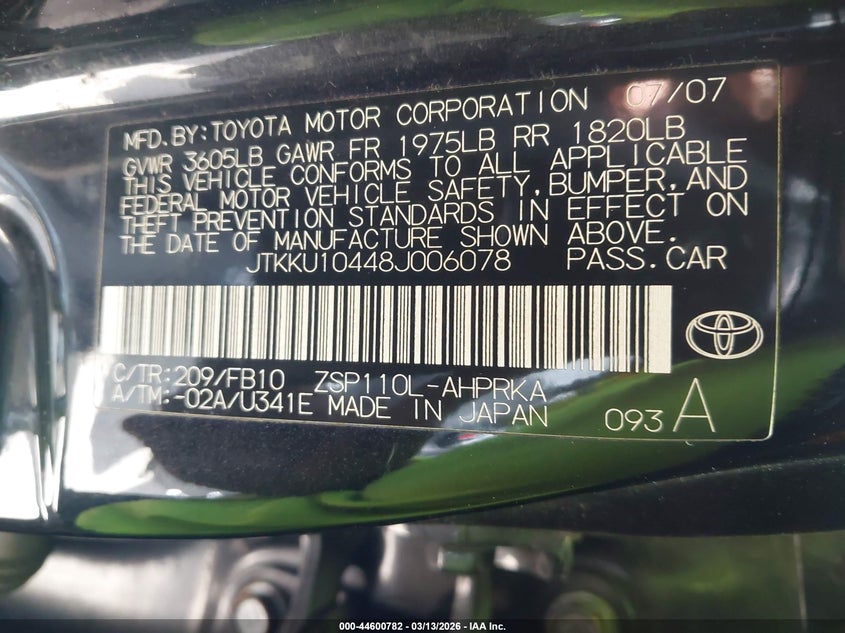 MFD.BY:TOYOTA MOTOR CORPORATION 07/07
GVWR 3605LB GAWR FR 1975LB RR 1820LB
THIS VEHICLE CONFORMS TO ALL APPLICABLE
FEDERAL MOTOR VEHICLE SAFETY,BUMPER,AND
THEFT PREVENTION STANDARDS IN EFFECT ON
THE DATE OF MANUFACTURE SHOWN ABOVE.
JTKKU10448J006078 PASS.CAR
C/TR:209/FB10 ZSP110L-AHPRKA
A/TM:-02A/U341E MADE IN JAPAN 093 A
000-44600782 - 03/13/2026 - IAA Inc.